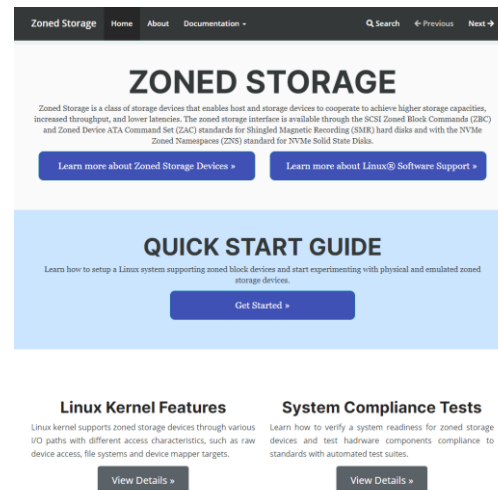 Zoned Storage Home About Documentation Search Previous Next
ZONED STORAGE
Zoned Storage is a class of storage devices that enables host and storage devices to cooperate to achieve higher storage capacities,
increased throughput, and lower latencies. The zoned storage interface is available through the SCSI Zoned Block Commands (ZBC)
and Zoned Device ATA Command Set (ZAC) standards for Shingled Magnetic Recording (SMR) hard disks and with the NVMe
Zoned Namespaces (ZNS) standard for NVMe Solid State Disks.
Learn more about Zoned Storage Devices »
Learn more about Linux® Software Support »
QUICK START GUIDE
Learn how to setup a Linux system supporting zoned block devices and start experimenting with physical and emulated zoned
storage devices.
Get Started »
Linux Kernel Features
Linux kernel supports zoned storage devices through various
I/O paths with different access characteristics, such as raw
device access, file systems and device mapper targets.
View Details »
System Compliance Tests
Learn how to verify a system readiness for zoned storage
devices and test hadrware components compliance to
standards with automated test suites.
View Details »